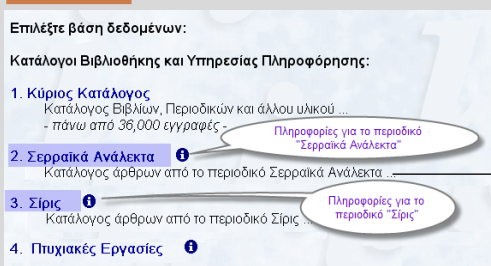 Επιλέξτε βάση δεδομένων:
Κατάλογοι Βιβλιοθήκης και Υπηρεσίας Πληροφόρησης:
1. Κύριος Κατάλογος
Κατάλογος Βιβλίων, Περιοδικών και άλλου υλικού ...
- πάνω από 36,000 εγγραφές -
Πληροφορίες για το περιοδικό
"Σερραϊκά Ανάλεκτα"
2. Σερραϊκά Ανάλεκτα
Κατάλογος άρθρων από το περιοδικό Σερραϊκά Ανάλεκτα ...
3. Σίρις
Πληροφορίες για το
περιοδικό "Σίρις"
Κατάλογος άρθρων από το περιοδικό Σίρις ...
4. Πτυχιακές Εργασίες